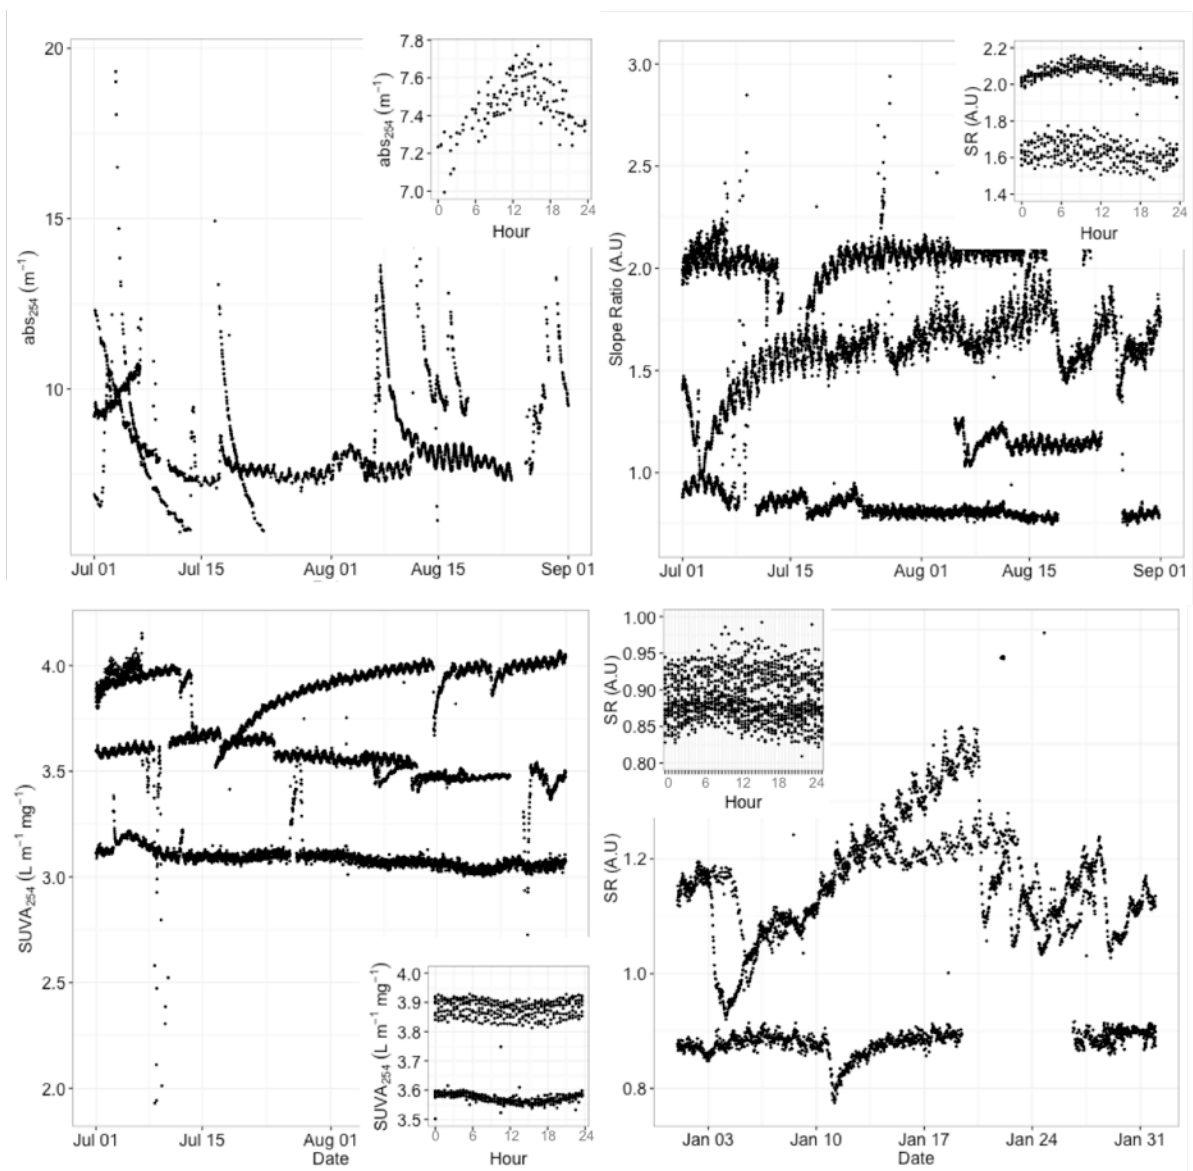 abs254 (m−1)
20
15
10
Jul 01 Jul 15 Aug 01 Aug 15 Sep 01
abs254 (m−1)
7.8
7.6
7.4
7.2
7.0
0 6 12 18 24
Hour
Slope Ratio (A.U)
3.0
2.5
2.0
1.5
1.0
Jul 01 Jul 15 Aug 01 Aug 15 Sep 01
SR (A.U)
2.2
2.0
1.8
1.6
1.4
0 6 12 18 24
Hour
SUVA254 (L m−1 mg−1)
4.0
3.5
3.0
2.5
2.0
Jul 01 Jul 15 Aug 01
Date
SUVA254 (L m−1 mg−1)
4.0
3.9
3.8
3.7
3.6
3.5
0 6 12 18 24
Hour
SR (A.U)
1.00
0.95
0.90
0.85
0.80
0 6 12 18 24
Hour
SR (A.U)
1.2
1.0
0.8
Jan 03 Jan 10 Jan 17 Jan 24 Jan 31
Date